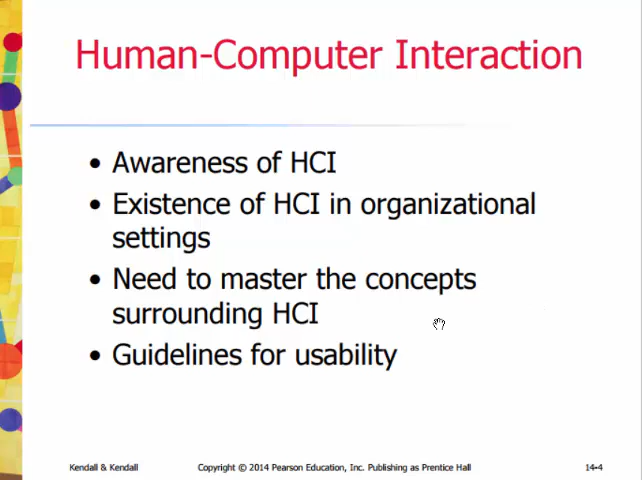 Human-Computer Interaction
• Awareness of HCI
• Existence of HCI in organizational
settings
• Need to master the concepts
surrounding HCI
• Guidelines for usability
Kendall & Kendall
Copyright © 2014 Pearson Education, Inc. Publishing as Prentice Hall
14-4